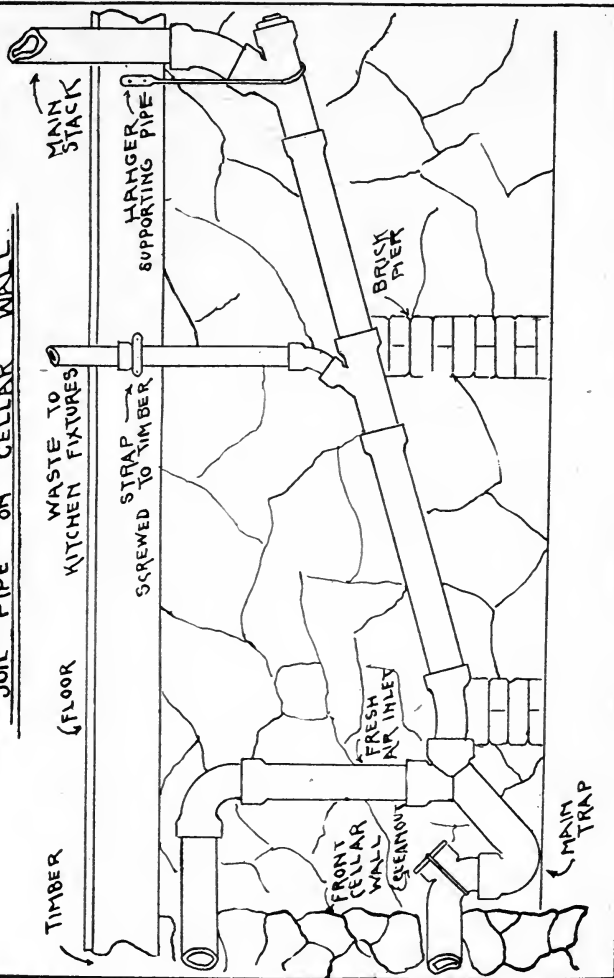 SOIL PIPE ON CELLAR WALL.
MAIN
STACK
HANGER
SUPPORTING PIPE
WASTE TO
KITCHEN FIXTURES
STRAP
SCREWED TO TIMBER
BRICK
PIER
FLOOR
TIMBER
FRESH
AIR INLET
FRONT
CELLAR
WALL
CLEANOUT
MAIN
TRAP